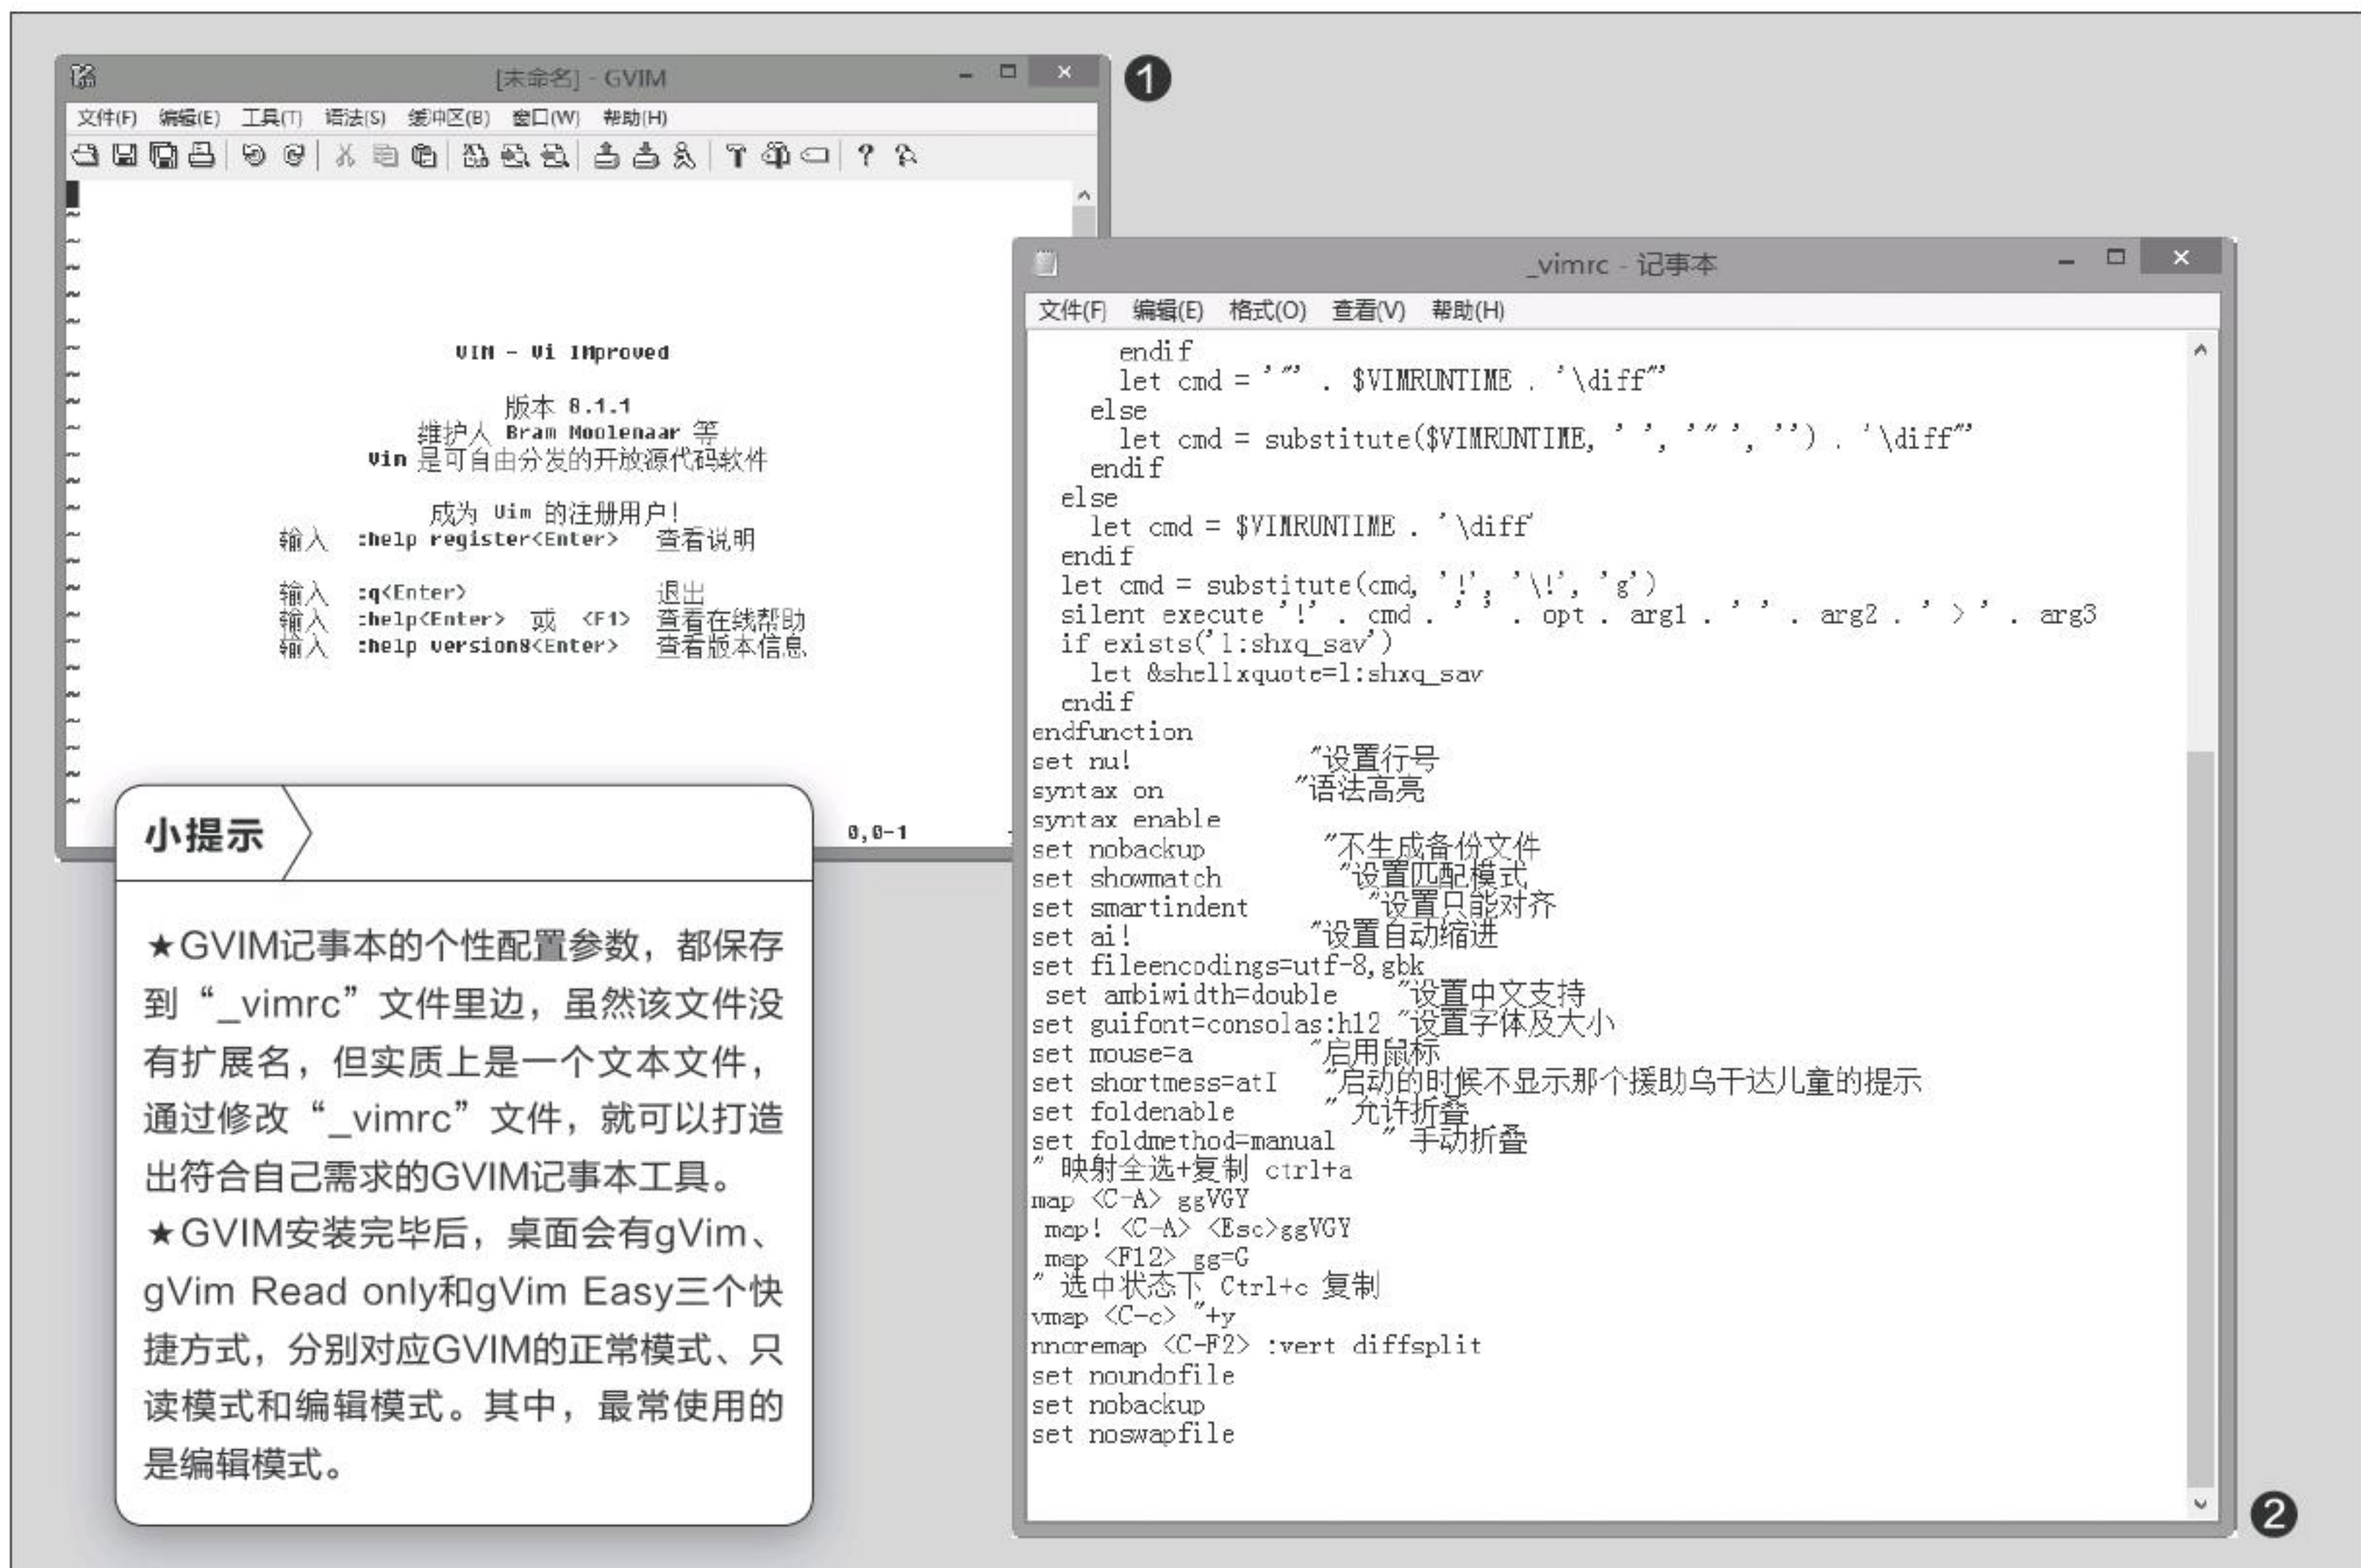 [未命名] - GVIM
文件(F) 编辑(E) 工具(T) 语法(S) 缓冲区(B) 窗口(W) 帮助(H)
VIM - Vi IMproved
版本 8.1.1
维护人 Bram Moolenaar 等
Vim 是可自由分发的开放源代码软件
成为 Vim 的注册用户!
输入 :help register<Enter> 查看说明
输入 :q<Enter> 退出
输入 :help<Enter> 或 <F1> 查看在线帮助
输入 :help version8<Enter> 查看版本信息
0,0-1
❶
小提示
★GVIM记事本的个性配置参数，都保存
到“_vimrc”文件里边，虽然该文件没
有扩展名，但实质上是一个文本文件，
通过修改“_vimrc”文件，就可以打造
出符合自己需求的GVIM记事本工具。
★GVIM安装完毕后，桌面会有gVim、
gVim Read only和gVim Easy三个快
捷方式，分别对应GVIM的正常模式、只
读模式和编辑模式。其中，最常使用的
是编辑模式。
_vimrc - 记事本
文件(F) 编辑(E) 格式(O) 查看(V) 帮助(H)
endif
let cmd = '"' . $VIMRUNTIME . '\diff"'
else
let cmd = substitute($VIMRUNTIME, ' ', '" ', '') . '\diff"'
endif
else
let cmd = $VIMRUNTIME . '\diff'
endif
let cmd = substitute(cmd, '!', '\!', 'g')
silent execute '!' . cmd . ' ' . opt . arg1 . ' ' . arg2 . ' > ' . arg3
if exists('l:shxq_sav')
let &shellxquote=l:shxq_sav
endif
endfunction
set nu! "设置行号
syntax on "语法高亮
syntax enable
set nobackup "不生成备份文件
set showmatch "设置匹配模式
set smartindent "设置只能对齐
set ai! "设置自动缩进
set fileencodings=utf-8,gbk
set ambiwidth=double "设置中文支持
set guifont=consolas:h12 "设置字体及大小
set mouse=a "启用鼠标
set shortmess=atI "启动的时候不显示那个援助乌干达儿童的提示
set foldenable " 允许折叠
set foldmethod=manual " 手动折叠
" 映射全选+复制 ctrl+a
map <C-A> ggVGY
map! <C-A> <Esc>ggVGY
map <F12> gg=G
" 选中状态下 Ctrl+c 复制
vmap <C-c> "+y
nnoremap <C-F2> :vert diffsplit
set noundofile
set nobackup
set noswapfile
❷